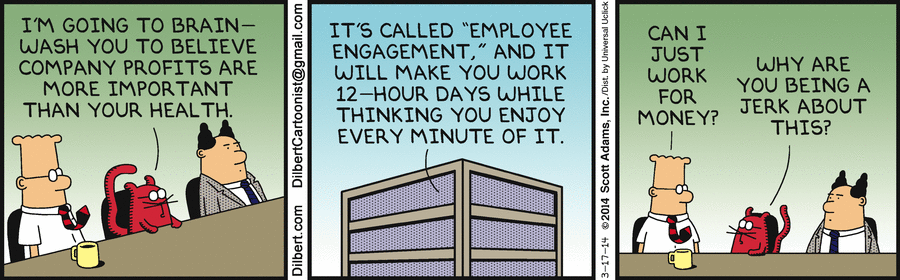 I'M GOING TO BRAIN—
WASH YOU TO BELIEVE
COMPANY PROFITS ARE
MORE IMPORTANT
THAN YOUR HEALTH.
Dilbert.com DilbertCartoonist@gmail.com
IT'S CALLED "EMPLOYEE
ENGAGEMENT," AND IT
WILL MAKE YOU WORK
12—HOUR DAYS WHILE
THINKING YOU ENJOY
EVERY MINUTE OF IT.
3-17-14 © 2014 Scott Adams, Inc. /Dist. by Universal Uclick
CAN I
JUST
WORK
FOR
MONEY?
WHY ARE
YOU BEING A
JERK ABOUT
THIS?